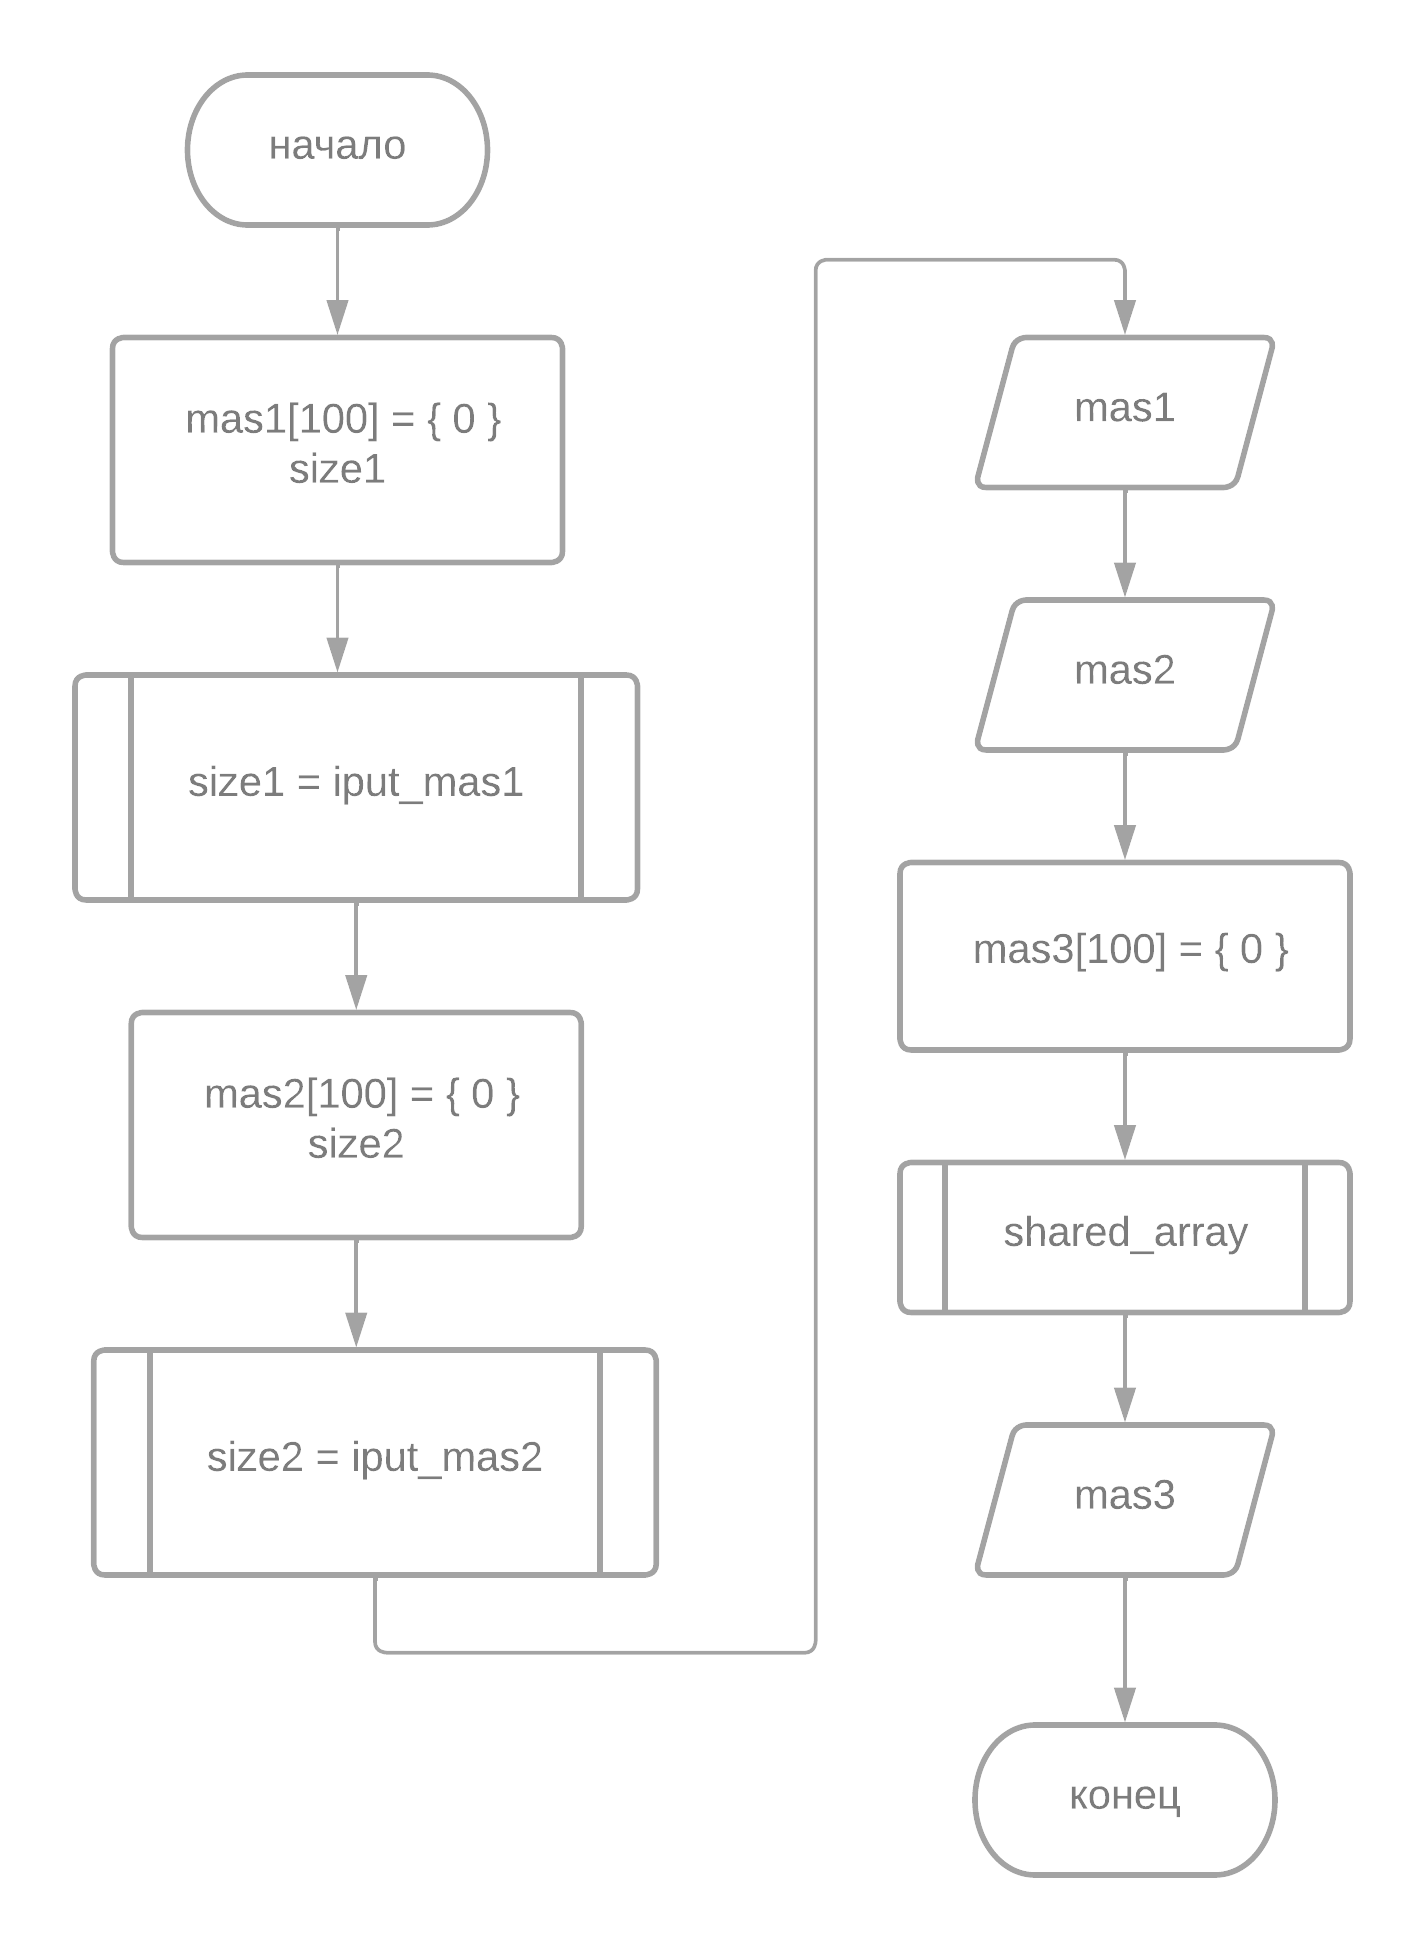 начало
mas1[100] = { 0 }
size1
size1 = iput_mas1
mas2[100] = { 0 }
size2
size2 = iput_mas2
mas1
mas2
mas3[100] = { 0 }
shared_array
mas3
конец